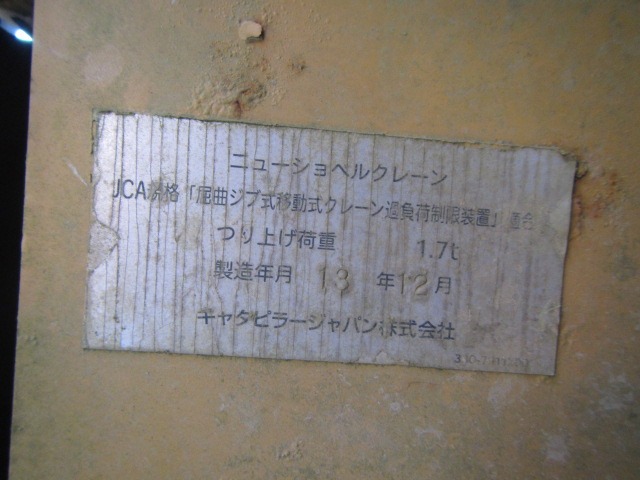 ニューショベルクレーン
JCA規格「屈曲ジブ式移動式クレーン過負荷制限装置」適合
つり上げ荷重 1.7t
製造年月 13年12月
キャタピラージャパン株式会社